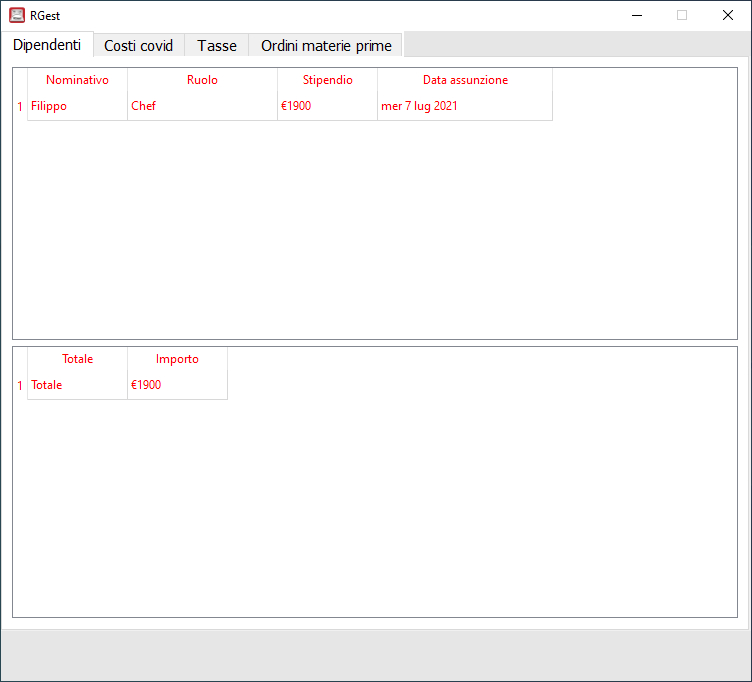 RGest
Dipendenti Costi covid Tasse Ordini materie prime
Nominativo Ruolo Stipendio Data assunzione
1 Filippo Chef €1900 mer 7 lug 2021
Totale Importo
1 Totale €1900